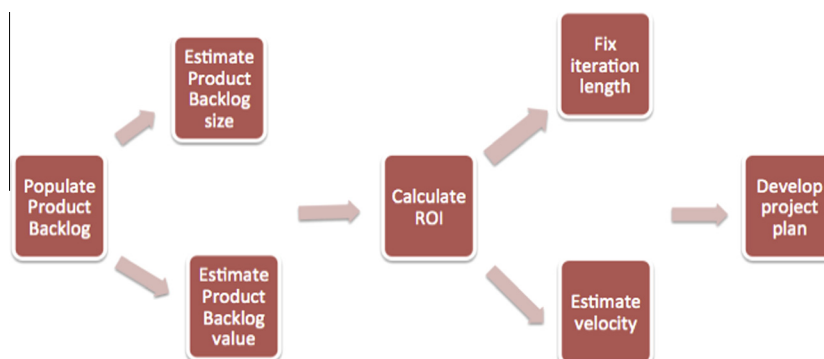 Populate
Product
Backlog
Estimate
Product
Backlog
size
Estimate
Product
Backlog
value
Calculate
ROI
Fix
iteration
length
Estimate
velocity
Develop
project
plan